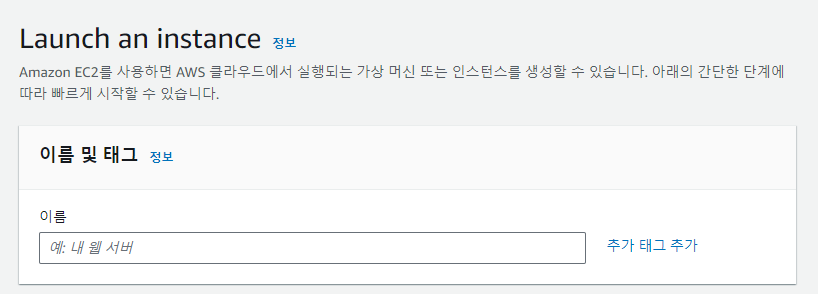 Launch an instance 정보
Amazon EC2를 사용하면 AWS 클라우드에서 실행되는 가상 머신 또는 인스턴스를 생성할 수 있습니다. 아래의 간단한 단계에
따라 빠르게 시작할 수 있습니다.
이름 및 태그 정보
이름
예: 내 웹 서버 추가 태그 추가